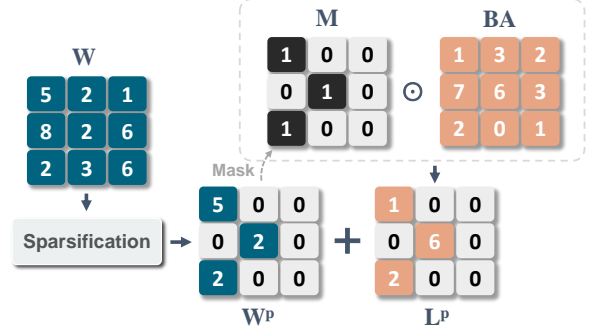 W
5 2 1
8 2 6
2 3 6
Sparsification
M
1 0 0
0 1 0
1 0 0
⊙
BA
1 3 2
7 6 3
2 0 1
Mask
5 0 0
0 2 0
2 0 0
Wᵖ
+
1 0 0
0 6 0
2 0 0
Lᵖ